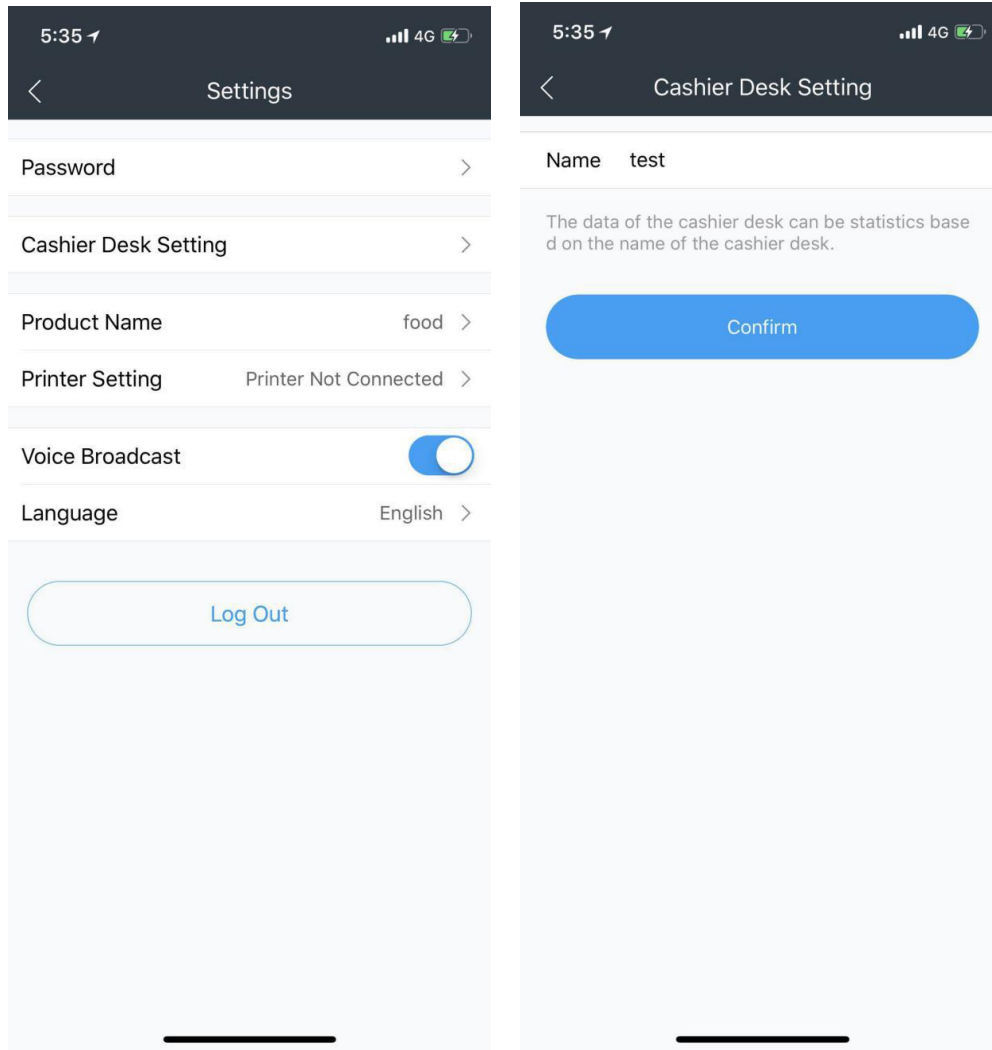 5:35
4G
Settings
Password
Cashier Desk Setting
Product Name food
Printer Setting Printer Not Connected
Voice Broadcast
Language English
Log Out
5:35
4G
Cashier Desk Setting
Name test
The data of the cashier desk can be statistics base
d on the name of the cashier desk.
Confirm